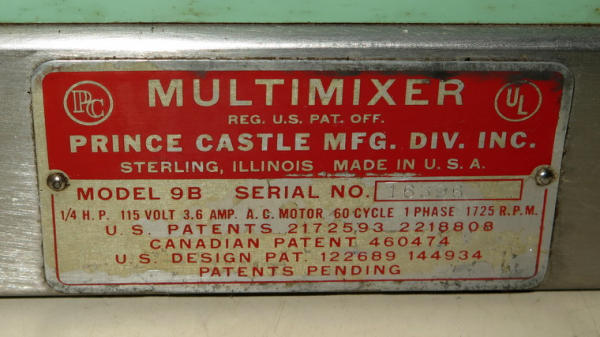 PC MULTIMIXER UL
REG. U.S. PAT. OFF.
PRINCE CASTLE MFG. DIV. INC.
STERLING, ILLINOIS MADE IN U.S.A.
MODEL 9B SERIAL NO. 16396
1/4 H.P. 115 VOLT 3.6 AMP. A.C. MOTOR 60 CYCLE 1 PHASE 1725 R.P.M.
U.S. PATENTS 2172593 2218808
CANADIAN PATENT 460474
U.S. DESIGN PAT. 122689 144934
PATENTS PENDING